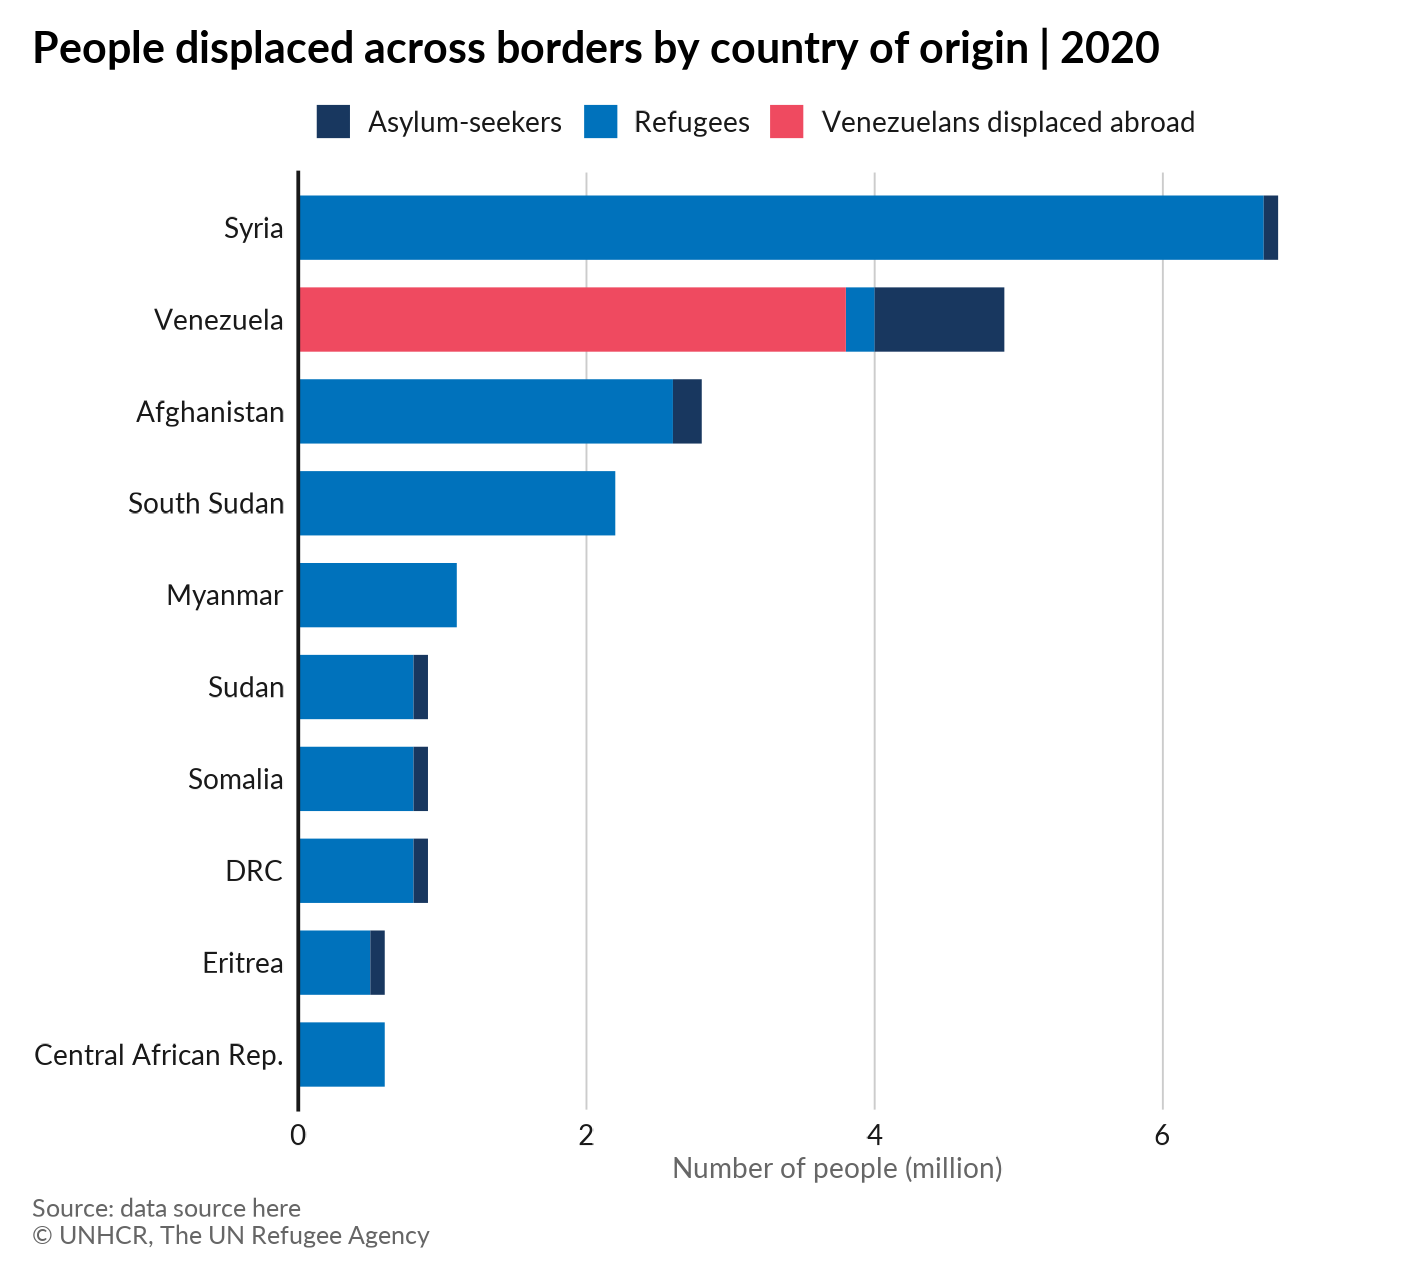 People displaced across borders by country of origin | 2020
Asylum-seekers Refugees Venezuelans displaced abroad
Syria
Venezuela
Afghanistan
South Sudan
Myanmar
Sudan
Somalia
DRC
Eritrea
Central African Rep.
0 2 4 6
Number of people (million)
Source: data source here
© UNHCR, The UN Refugee Agency